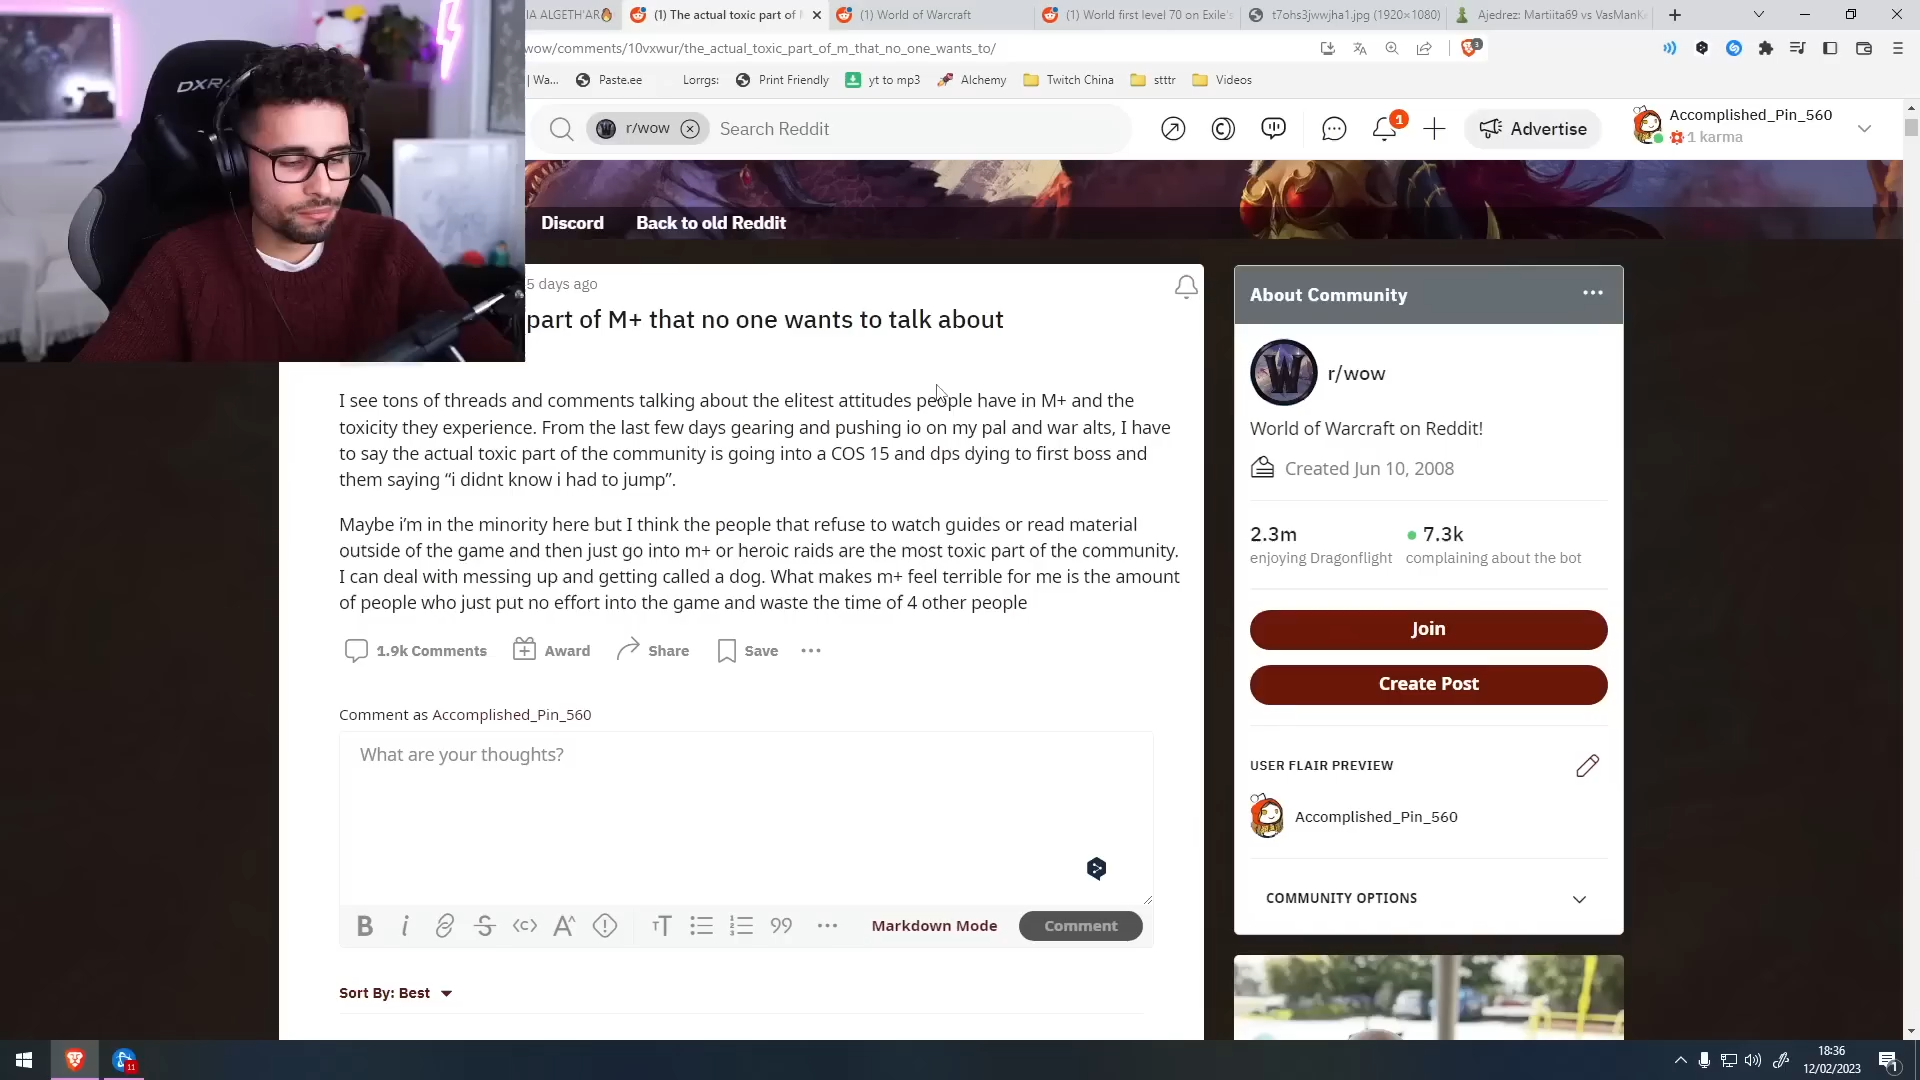 DXR
IA ALGETH'AR
(1) The actual toxic part of
(1) World of Warcraft
(1) World first level 70 on Exile's
t7ohs3jwwjha1.jpg (1920×1080)
Ajedrez: Martiita69 vs VasManK
wow/comments/10vxwur/the_actual_toxic_part_of_m_that_no_one_wants_to/
3
| Wa...
Paste.ee
Lorrgs:
Print Friendly
yt to mp3
Alchemy
Twitch China
stttr
Videos
r/wow
Search Reddit
1
Advertise
Accomplished_Pin_560
1 karma
Discord
Back to old Reddit
5 days ago
part of M+ that no one wants to talk about
I see tons of threads and comments talking about the elitest attitudes people have in M+ and the
toxicity they experience. From the last few days gearing and pushing io on my pal and war alts, I have
to say the actual toxic part of the community is going into a COS 15 and dps dying to first boss and
them saying “i didnt know i had to jump”.
Maybe i’m in the minority here but I think the people that refuse to watch guides or read material
outside of the game and then just go into m+ or heroic raids are the most toxic part of the community.
I can deal with messing up and getting called a dog. What makes m+ feel terrible for me is the amount
of people who just put no effort into the game and waste the time of 4 other people
1.9k Comments
Award
Share
Save
Comment as Accomplished_Pin_560
What are your thoughts?
Markdown Mode
Comment
Sort By: Best
About Community
r/wow
World of Warcraft on Reddit!
Created Jun 10, 2008
2.3m
7.3k
enjoying Dragonflight
complaining about the bot
Join
Create Post
USER FLAIR PREVIEW
Accomplished_Pin_560
COMMUNITY OPTIONS
11
18:36
12/02/2023
1